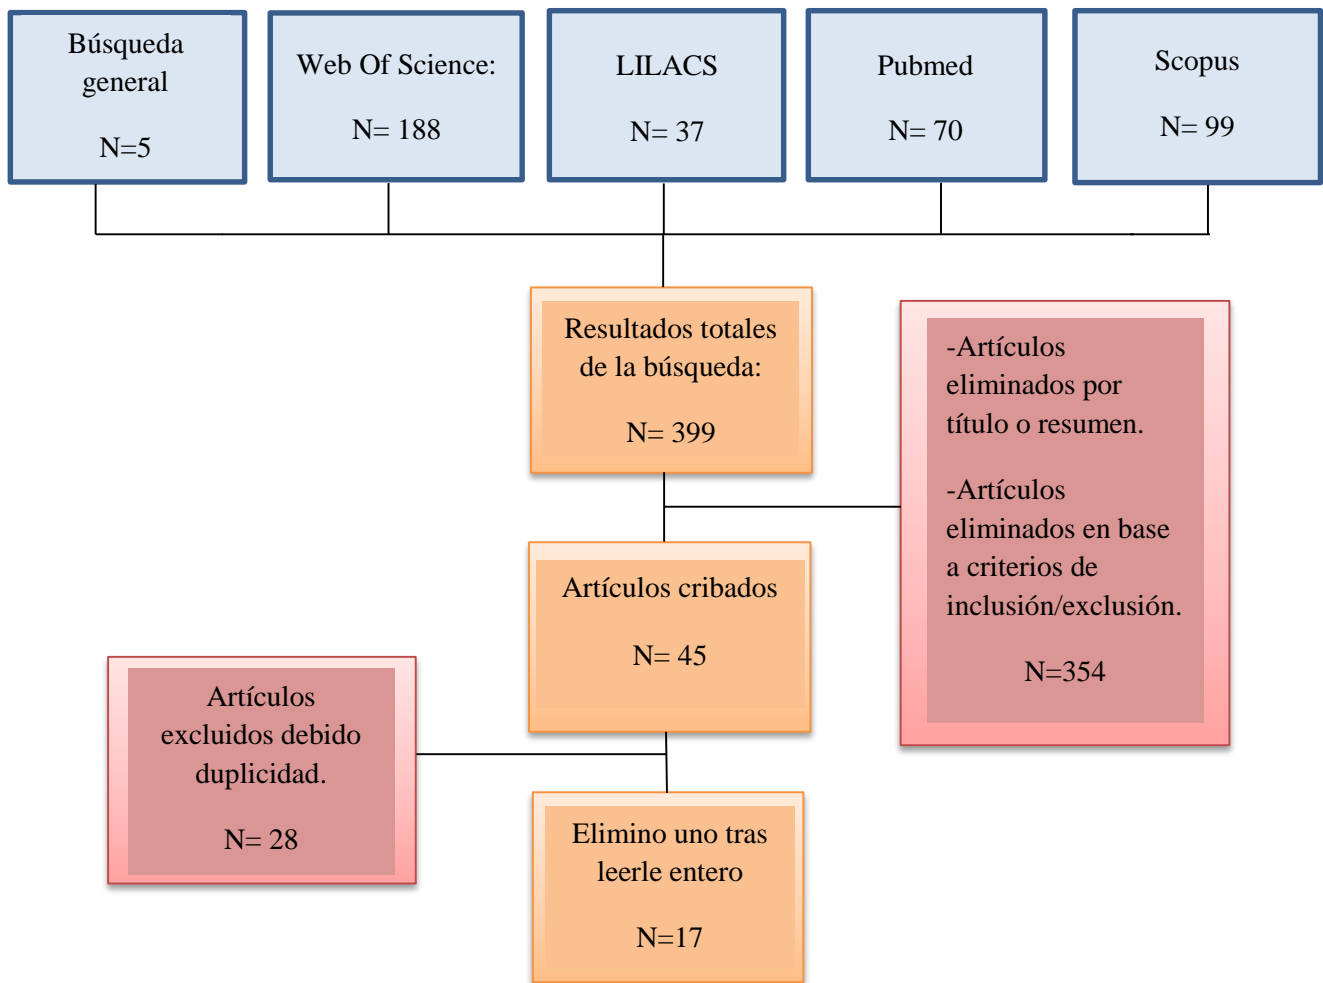 Búsqueda
general
N=5
Web Of Science:
N= 188
LILACS
N= 37
Pubmed
N= 70
Scopus
N= 99
Resultados totales
de la búsqueda:
N= 399
-Artículos
eliminados por
título o resumen.
-Artículos
eliminados en base
a criterios de
inclusión/exclusión.
N=354
Artículos cribados
N= 45
Artículos
excluidos debido
duplicidad.
N= 28
Elimino uno tras
leerle entero
N=17